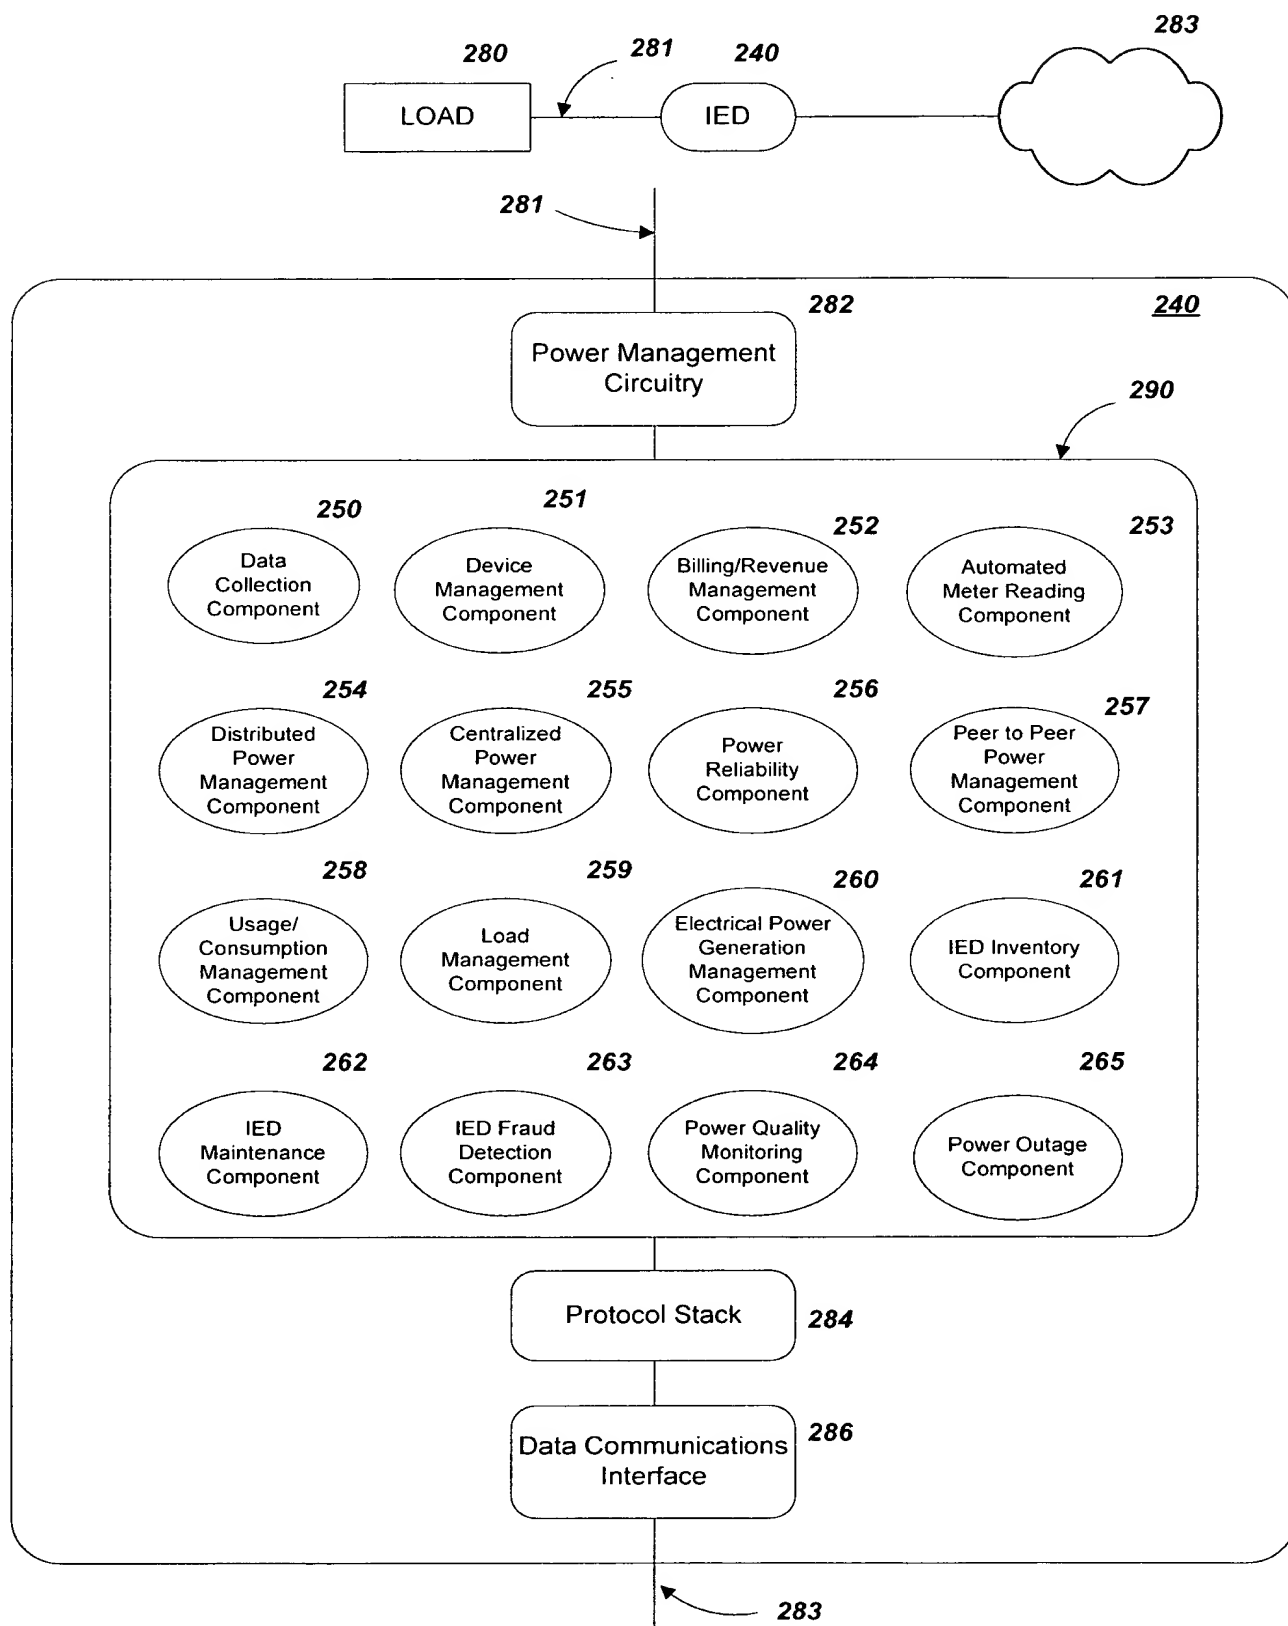 280
281
240
283
LOAD
IED
281
240
282
Power Management
Circuitry
290
250
251
252
253
Data
Collection
Component
Device
Management
Component
Billing/Revenue
Management
Component
Automated
Meter Reading
Component
254
255
256
257
Distributed
Power
Management
Component
Centralized
Power
Management
Component
Power
Reliability
Component
Peer to Peer
Power
Management
Component
258
259
260
261
Usage/
Consumption
Management
Component
Load
Management
Component
Electrical Power
Generation
Management
Component
IED Inventory
Component
262
263
264
265
IED
Maintenance
Component
IED Fraud
Detection
Component
Power Quality
Monitoring
Component
Power Outage
Component
Protocol Stack
284
Data Communications
Interface
286
283